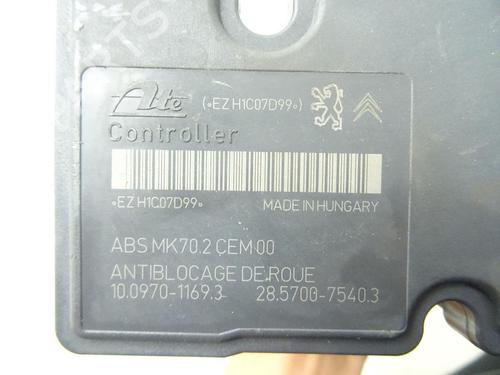 Ate (•EZ H1C07D99•)
Controller
•EZ H1C07D99• MADE IN HUNGARY
ABS MK70.2 CEM 00
ANTIBLOCAGE DE ROUE
10.0970-1169.3 28.5700-7540.3